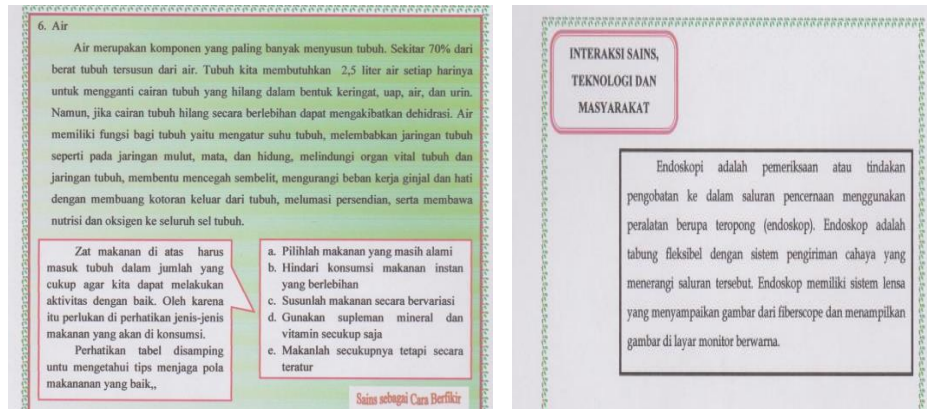 6. Air
Air merupakan komponen yang paling banyak menyusun tubuh. Sekitar 70% dari
berat tubuh tersusun dari air. Tubuh kita membutuhkan 2,5 liter air setiap harinya
untuk mengganti cairan tubuh yang hilang dalam bentuk keringat, uap, air, dan urin.
Namun, jika cairan tubuh hilang secara berlebihan dapat mengakibatkan dehidrasi. Air
memiliki fungsi bagi tubuh yaitu mengatur suhu tubuh, melembabkan jaringan tubuh
seperti pada jaringan mulut, mata, dan hidung, melindungi organ vital tubuh dan
jaringan tubuh, membentu mencegah sembelit, mengurangi beban kerja ginjal dan hati
dengan membuang kotoran keluar dari tubuh, melumasi persendian, serta membawa
nutrisi dan oksigen ke seluruh sel tubuh.
Zat makanan di atas harus
masuk tubuh dalam jumlah yang
cukup agar kita dapat melakukan
aktivitas dengan baik. Oleh karena
itu perlukan di perhatikan jenis-jenis
makanan yang akan di konsumsi.
Perhatikan tabel disamping
untu mengetahui tips menjaga pola
makananan yang baik,,
a. Pilihlah makanan yang masih alami
b. Hindari konsumsi makanan instan
yang berlebihan
c. Susunlah makanan secara bervariasi
d. Gunakan supleman mineral dan
vitamin secukup saja
e. Makanlah secukupnya tetapi secara
teratur
Sains sebagai Cara Berfikir
INTERAKSI SAINS,
TEKNOLOGI DAN
MASYARAKAT
Endoskopi adalah pemeriksaan atau tindakan
pengobatan ke dalam saluran pencernaan menggunakan
peralatan berupa teropong (endoskop). Endoskop adalah
tabung fleksibel dengan sistem pengiriman cahaya yang
menerangi saluran tersebut. Endoskop memiliki sistem lensa
yang menyampaikan gambar dari fiberscope dan menampilkan
gambar di layar monitor berwarna.